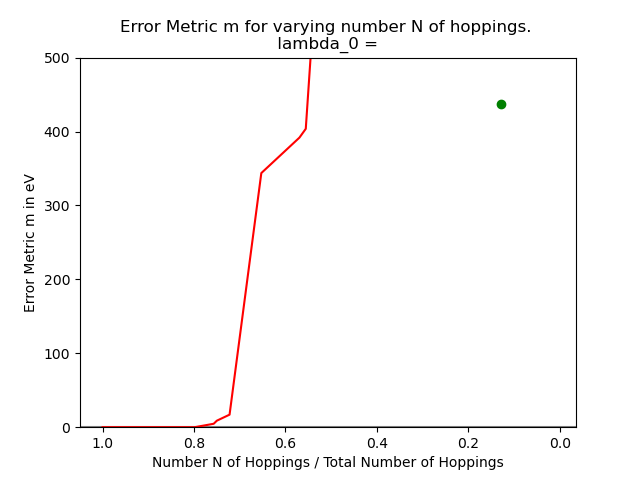 Error Metric m for varying number N of hoppings.
lambda_0 =
500
400
300
200
100
0
Error Metric m in eV
1.0 0.8 0.6 0.4 0.2 0.0
Number N of Hoppings / Total Number of Hoppings